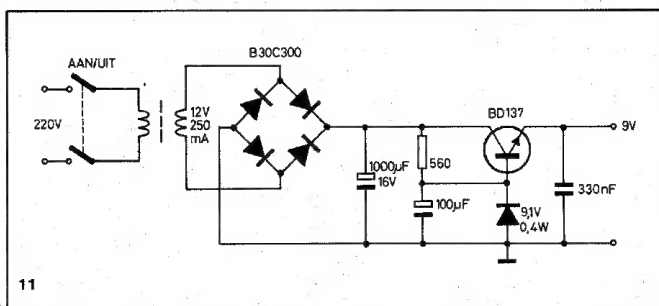 B30C300
AAN/UIT
220V
12V
250
mA
1000µF
16V
560
100µF
BD137
9,1V
0,4W
330nF
9V
11